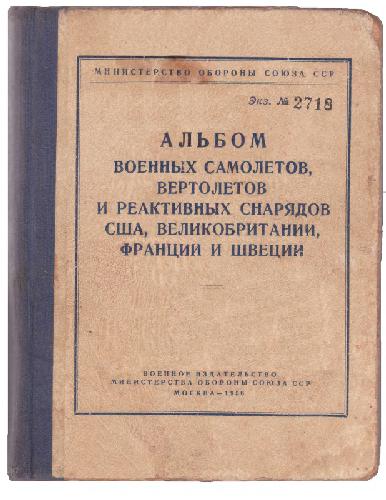 МИНИСТЕРСТВО ОБОРОНЫ СОЮЗА ССР
Экз. № 2718
АЛЬБОМ
ВОЕННЫХ САМОЛЕТОВ,
ВЕРТОЛЕТОВ
И РЕАКТИВНЫХ СНАРЯДОВ
США, ВЕЛИКОБРИТАНИИ,
ФРАНЦИИ И ШВЕЦИИ
ВОЕННОЕ ИЗДАТЕЛЬСТВО
МИНИСТЕРСТВА ОБОРОНЫ СОЮЗА ССР
МОСКВА —